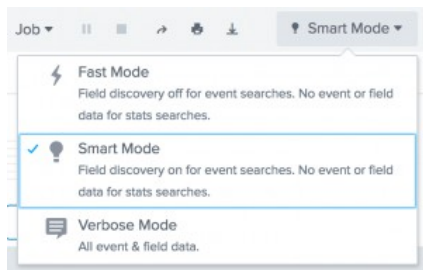 Job
Smart Mode
Fast Mode
Field discovery off for event searches. No event or field
data for stats searches.
Smart Mode
Field discovery on for event searches. No event or field
data for stats searches.
Verbose Mode
All event & field data.